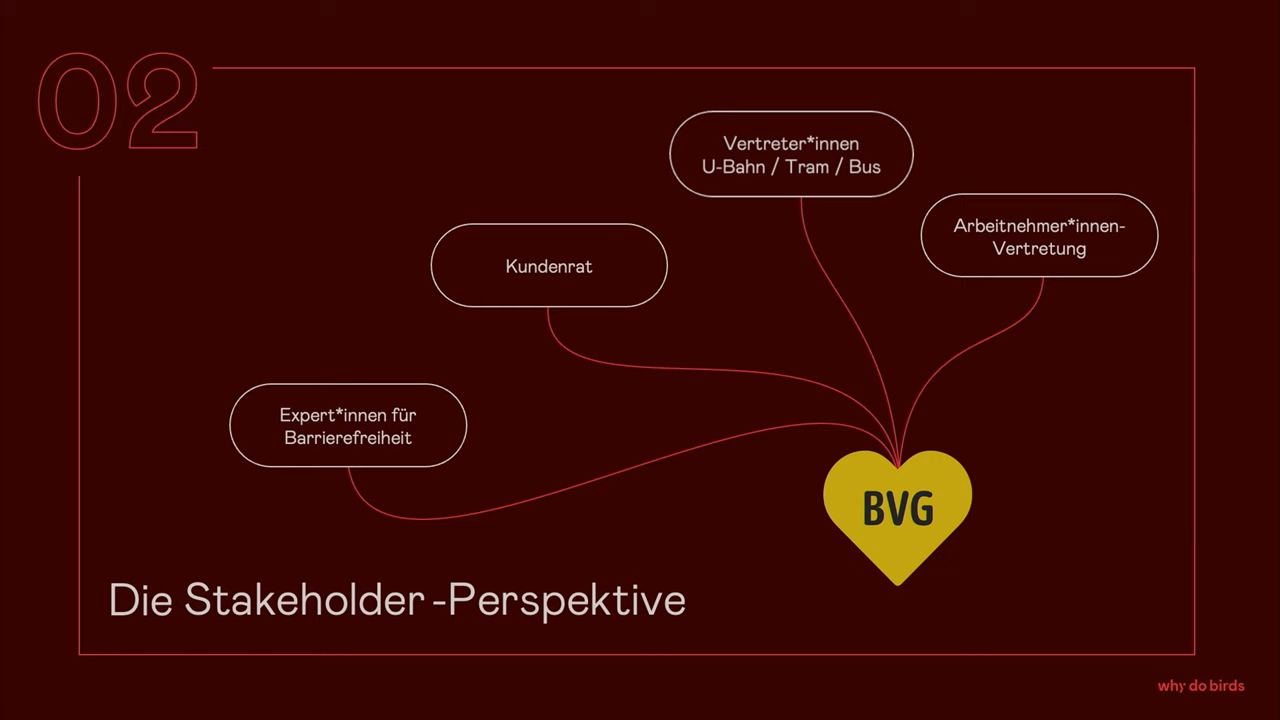 02
Vertreter*innen
U-Bahn / Tram / Bus
Arbeitnehmer*innen-
Vertretung
Kundenrat
Expert*innen für
Barrierefreiheit
BVG
Die Stakeholder-Perspektive
why do birds